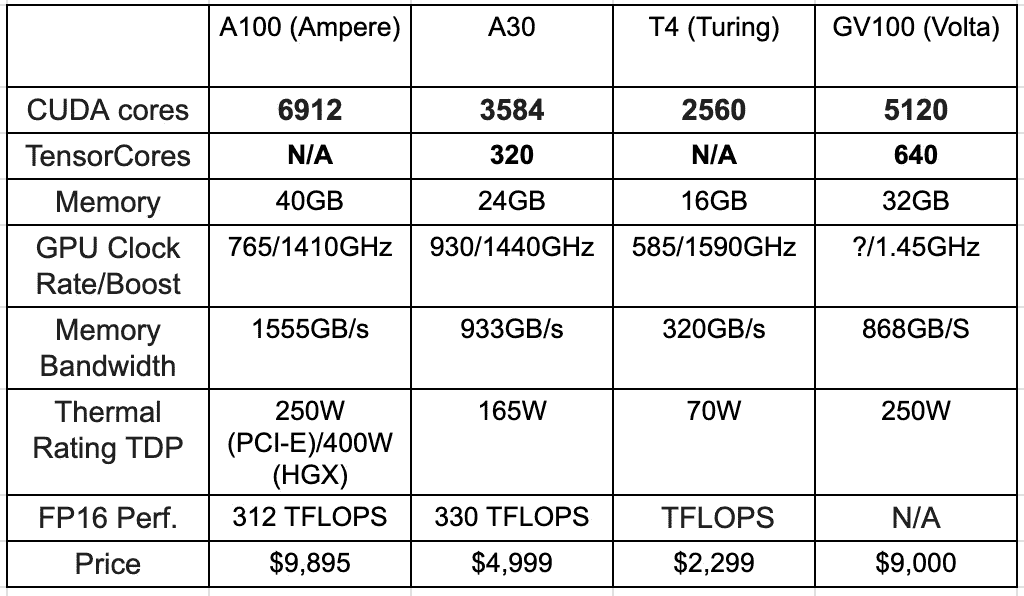 A100 (Ampere) A30 T4 (Turing) GV100 (Volta)
CUDA cores 6912 3584 2560 5120
TensorCores N/A 320 N/A 640
Memory 40GB 24GB 16GB 32GB
GPU Clock 765/1410GHz 930/1440GHz 585/1590GHz ?/1.45GHz
Rate/Boost
Memory 1555GB/s 933GB/s 320GB/s 868GB/S
Bandwidth
Thermal 250W 165W 70W 250W
Rating TDP (PCI-E)/400W
(HGX)
FP16 Perf. 312 TFLOPS 330 TFLOPS TFLOPS N/A
Price $9,895 $4,999 $2,299 $9,000